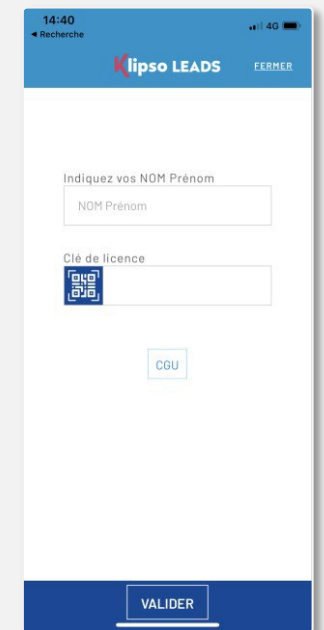 14:40
4G
◀ Recherche
Klipso LEADS
FERMER
Indiquez vos NOM Prénom
NOM Prénom
Clé de licence
CGU
VALIDER